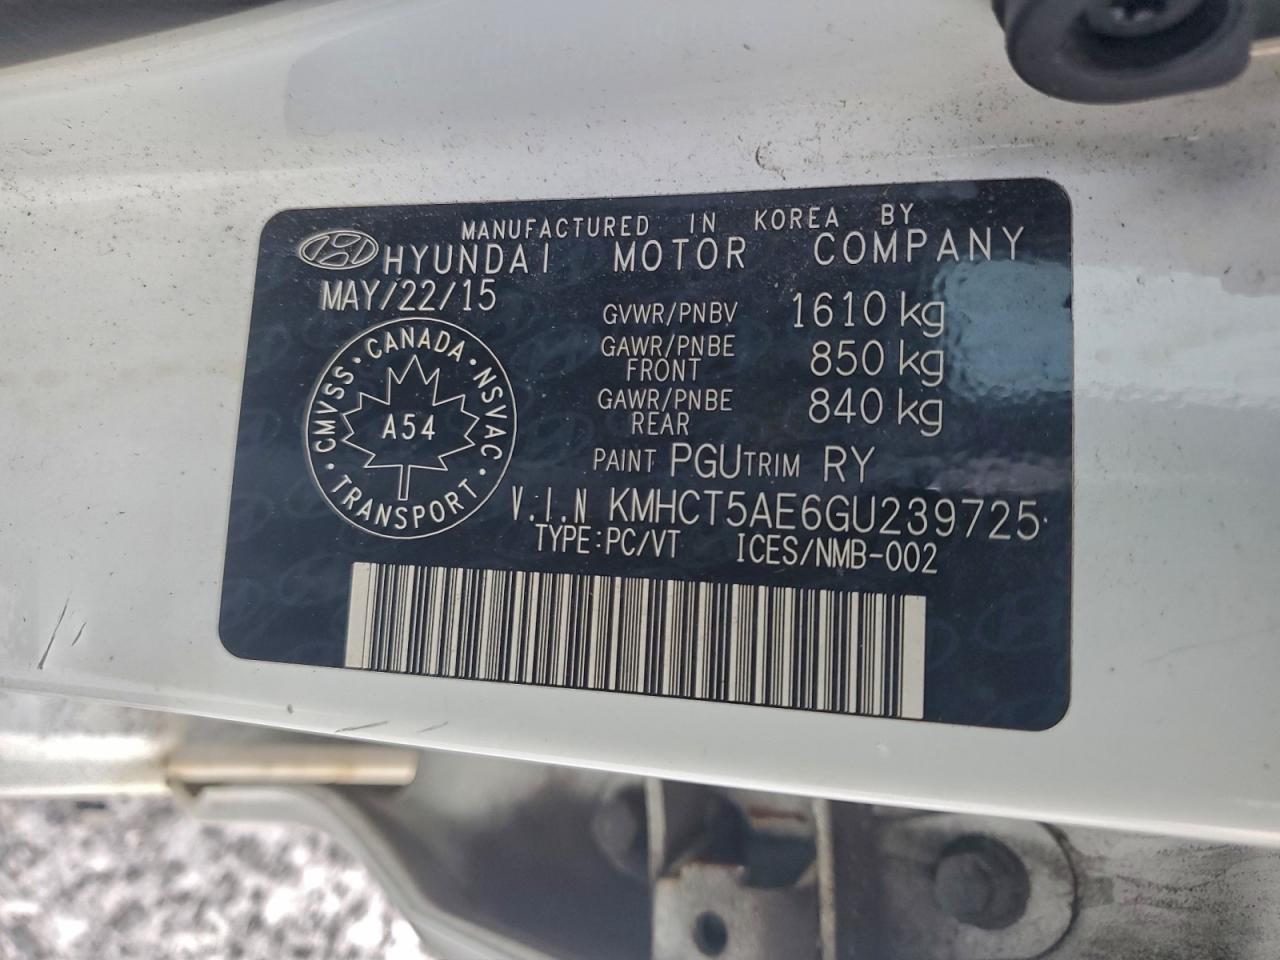 MANUFACTURED IN KOREA BY
HYUNDAI MOTOR COMPANY
MAY/22/15
GVWR/PNBV 1610 kg
GAWR/PNBE FRONT 850 kg
GAWR/PNBE REAR 840 kg
CANADA · NSVAC · TRANSPORT · CMVSS ·
A54
PAINT PGU TRIM RY
V.I.N KMHCT5AE6GU239725
TYPE:PC/VT ICES/NMB-002